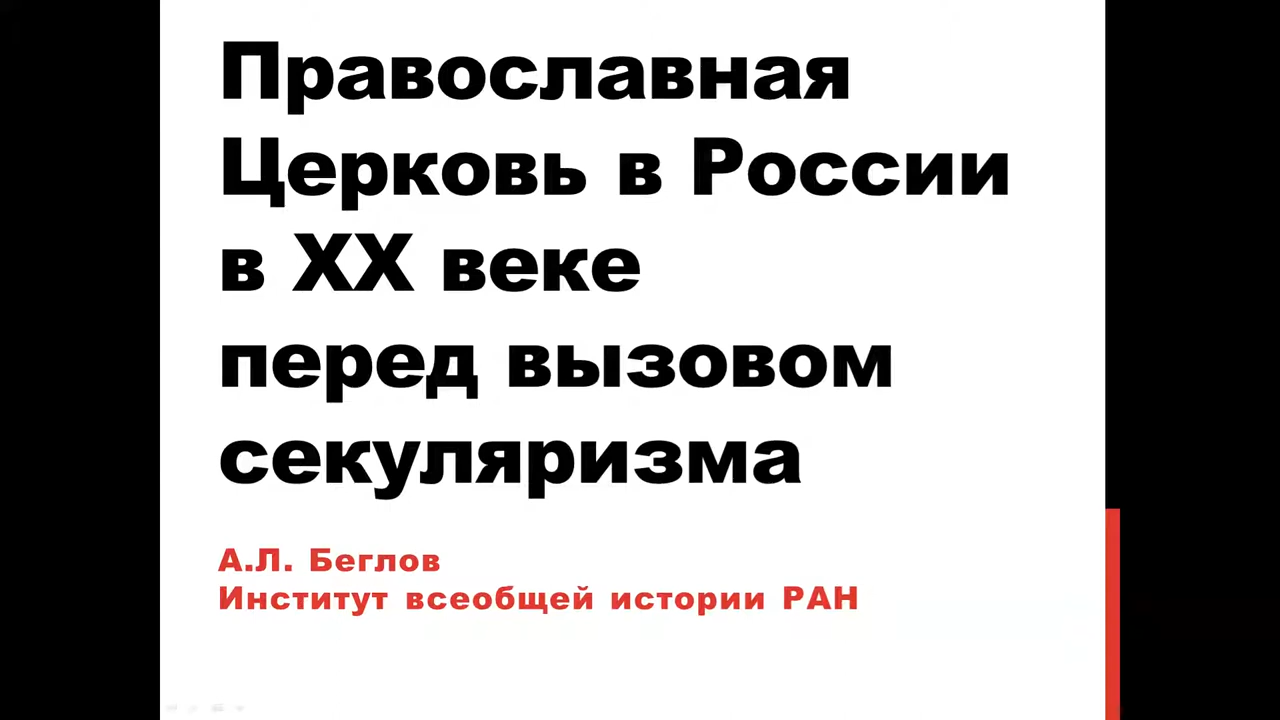 Православная
Церковь в России
в XX веке
перед вызовом
секуляризма
А.Л. Беглов
Институт всеобщей истории РАН